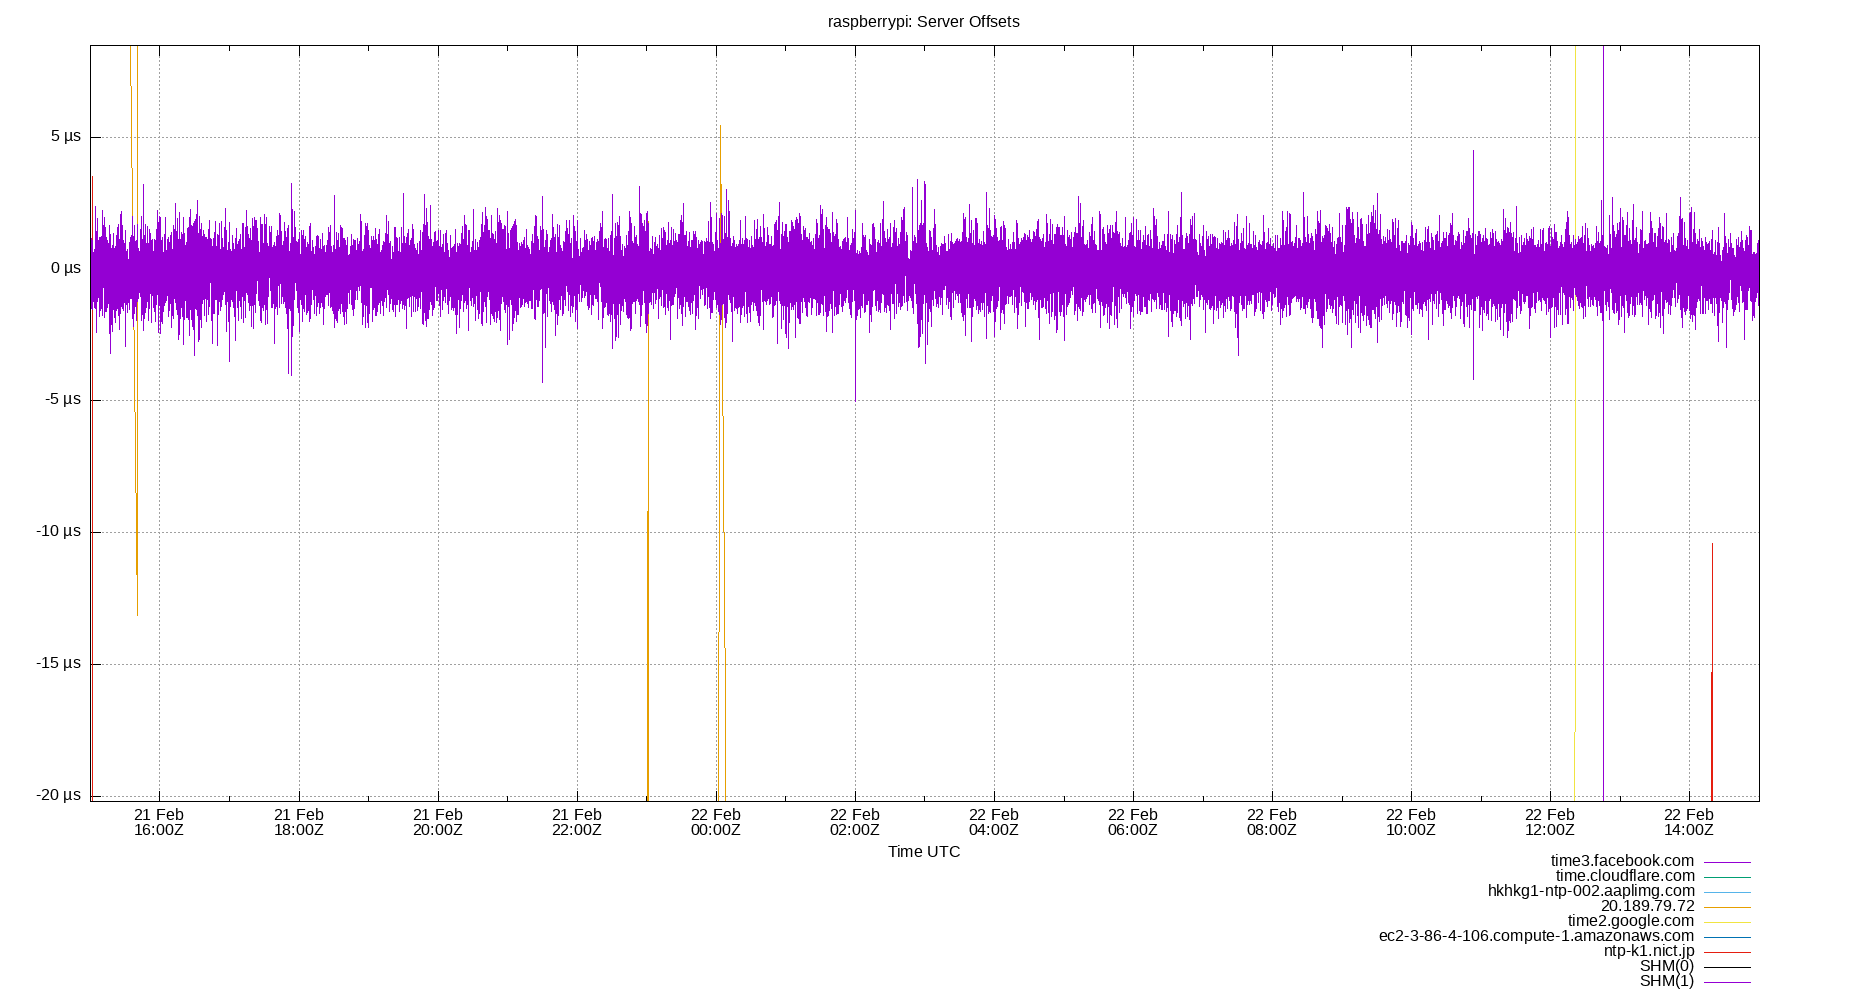 raspberrypi: Server Offsets
5 µs
0 µs
-5 µs
-10 µs
-15 µs
-20 µs
21 Feb 21 Feb 21 Feb 21 Feb 22 Feb 22 Feb 22 Feb 22 Feb 22 Feb 22 Feb 22 Feb 22 Feb
16:00Z 18:00Z 20:00Z 22:00Z 00:00Z 02:00Z 04:00Z 06:00Z 08:00Z 10:00Z 12:00Z 14:00Z
Time UTC
time3.facebook.com
time.cloudflare.com
hkhkg1-ntp-002.aaplimg.com
20.189.79.72
time2.google.com
ec2-3-86-4-106.compute-1.amazonaws.com
ntp-k1.nict.jp
SHM(0)
SHM(1)